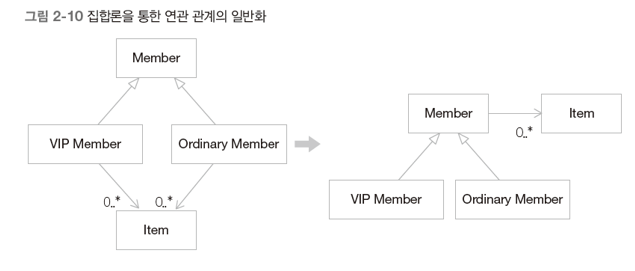 그림 2-10 집합론을 통한 연관 관계의 일반화
Member
VIP Member
Ordinary Member
0..*
0..*
Item
Member
Item
0..*
VIP Member
Ordinary Member